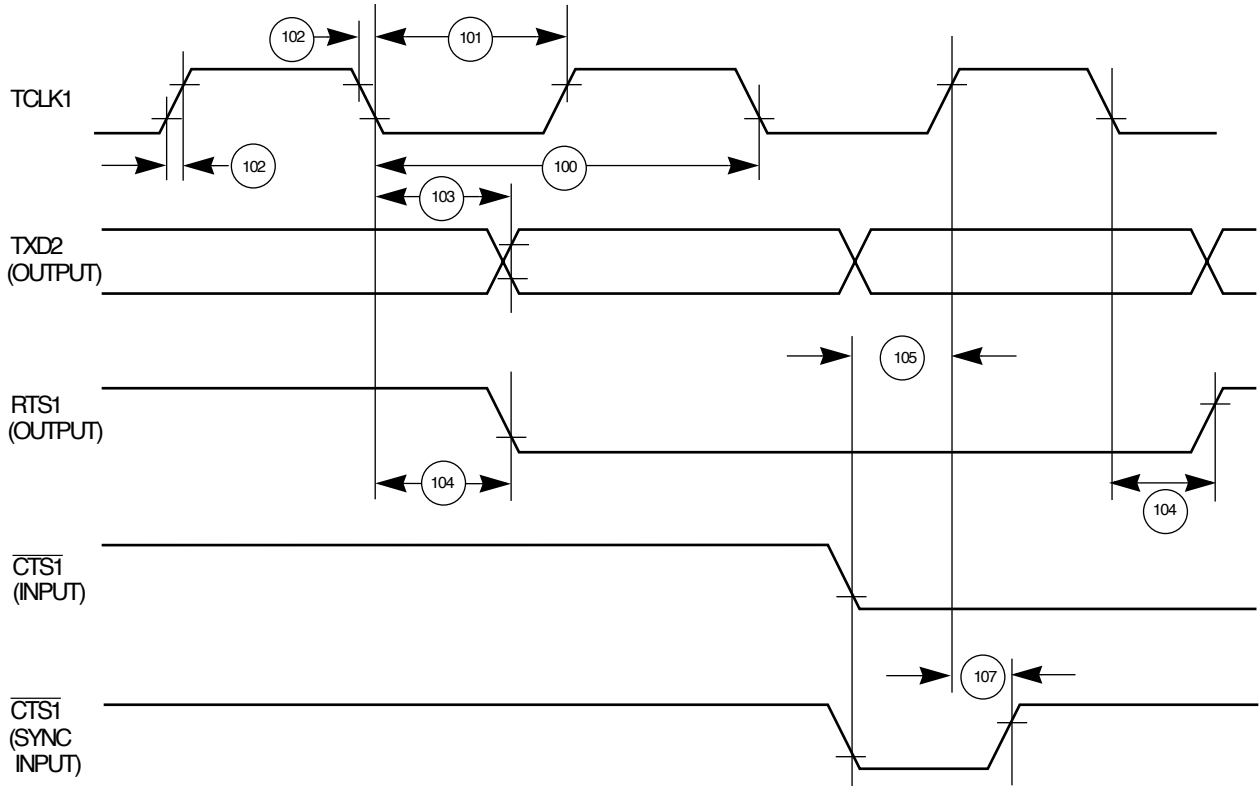 102
101
TCLK1
102
100
103
TXD2
(OUTPUT)
105
RTS1
(OUTPUT)
104
104
CTS1
(INPUT)
107
CTS1
(SYNC
INPUT)